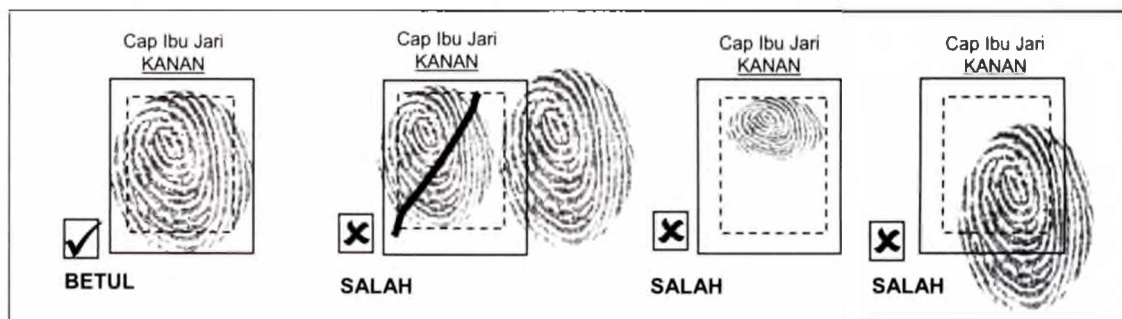 Cap Ibu Jari
KANAN
BETUL
Cap Ibu Jari
KANAN
SALAH
Cap Ibu Jari
KANAN
SALAH
Cap Ibu Jari
KANAN
SALAH